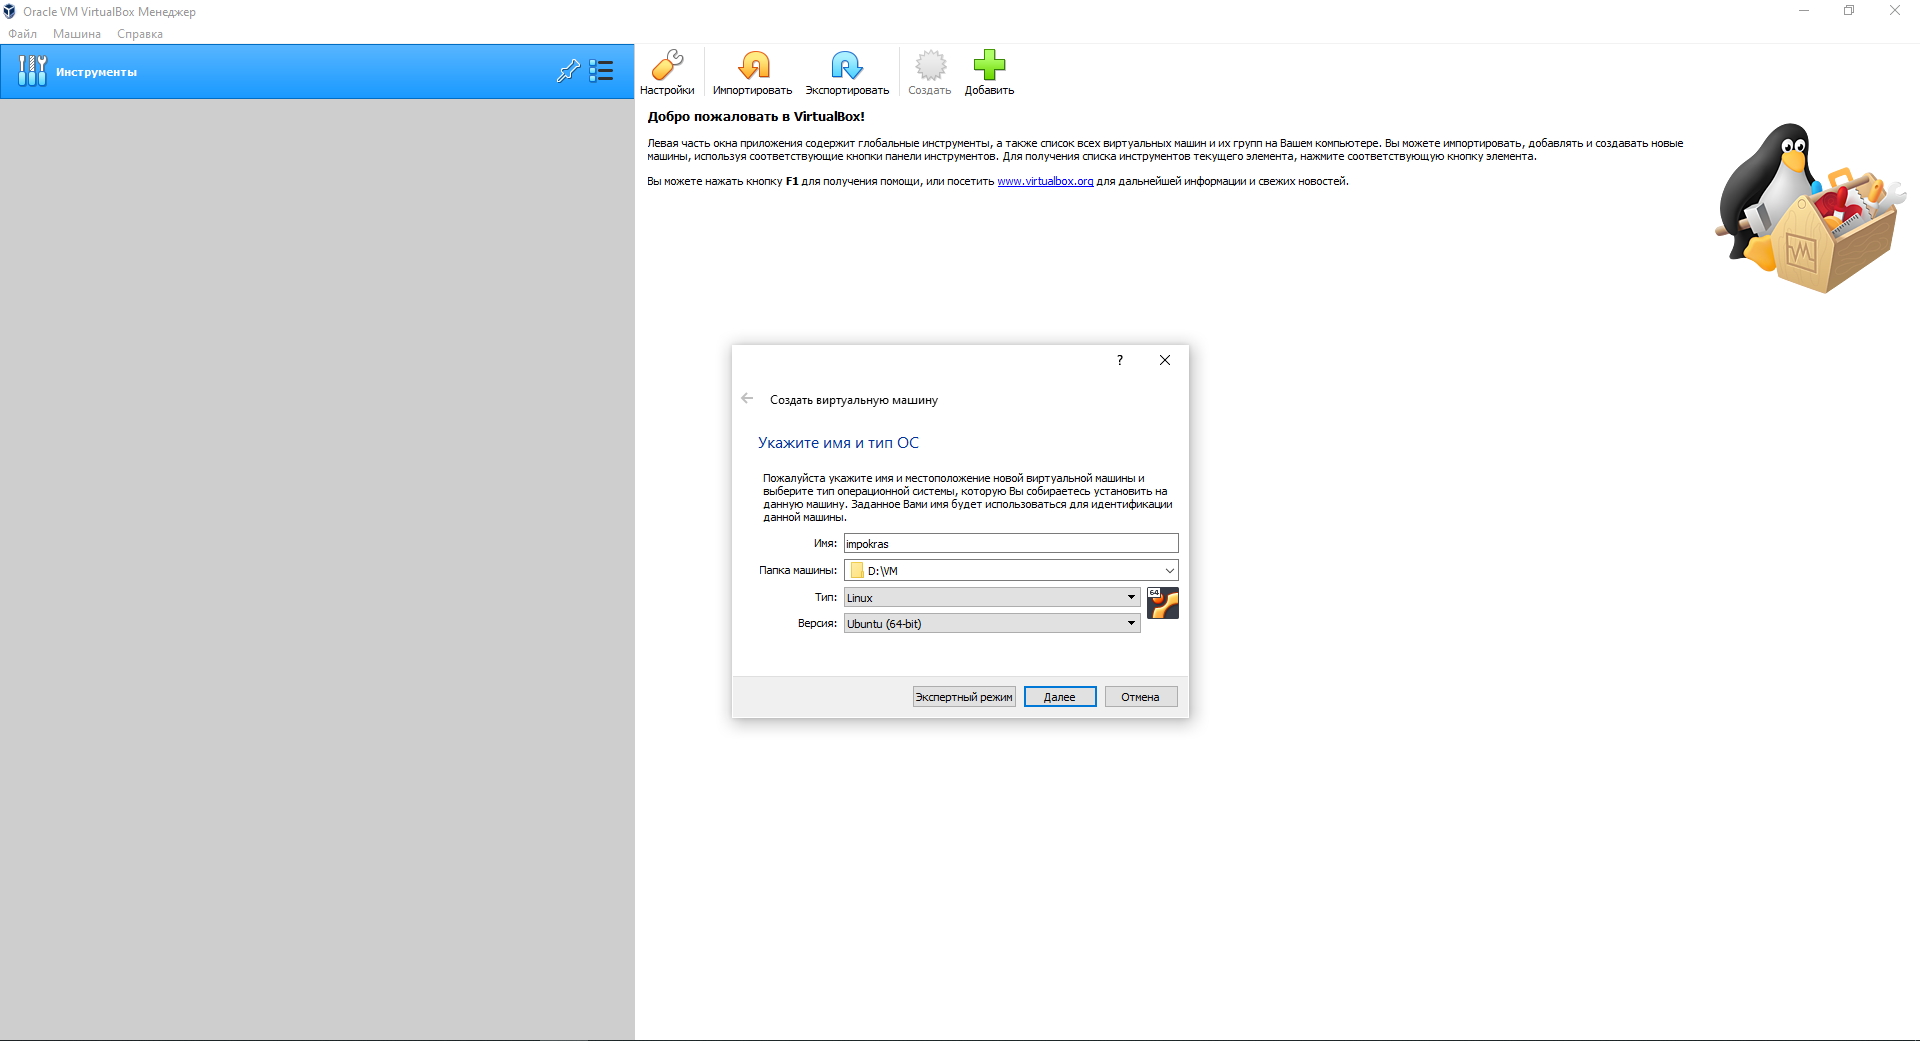 Oracle VM VirtualBox Менеджер
Файл Машина Справка
Инструменты
Настройки Импортировать Экспортировать Создать Добавить
Добро пожаловать в VirtualBox!
Левая часть окна приложения содержит глобальные инструменты, а также список всех виртуальных машин и их групп на Вашем компьютере. Вы можете импортировать, добавлять и создавать новые
машины, используя соответствующие кнопки панели инструментов. Для получения списка инструментов текущего элемента, нажмите соответствующую кнопку элемента.
Вы можете нажать кнопку F1 для получения помощи, или посетить www.virtualbox.org для дальнейшей информации и свежих новостей.
?
Создать виртуальную машину
Укажите имя и тип ОС
Пожалуйста укажите имя и местоположение новой виртуальной машины и
выберите тип операционной системы, которую Вы собираетесь установить на
данную машину. Заданное Вами имя будет использоваться для идентификации
данной машины.
Имя: impokras
Папка машины: D:\VM
Тип: Linux
64
Версия: Ubuntu (64-bit)
Экспертный режим Далее Отмена